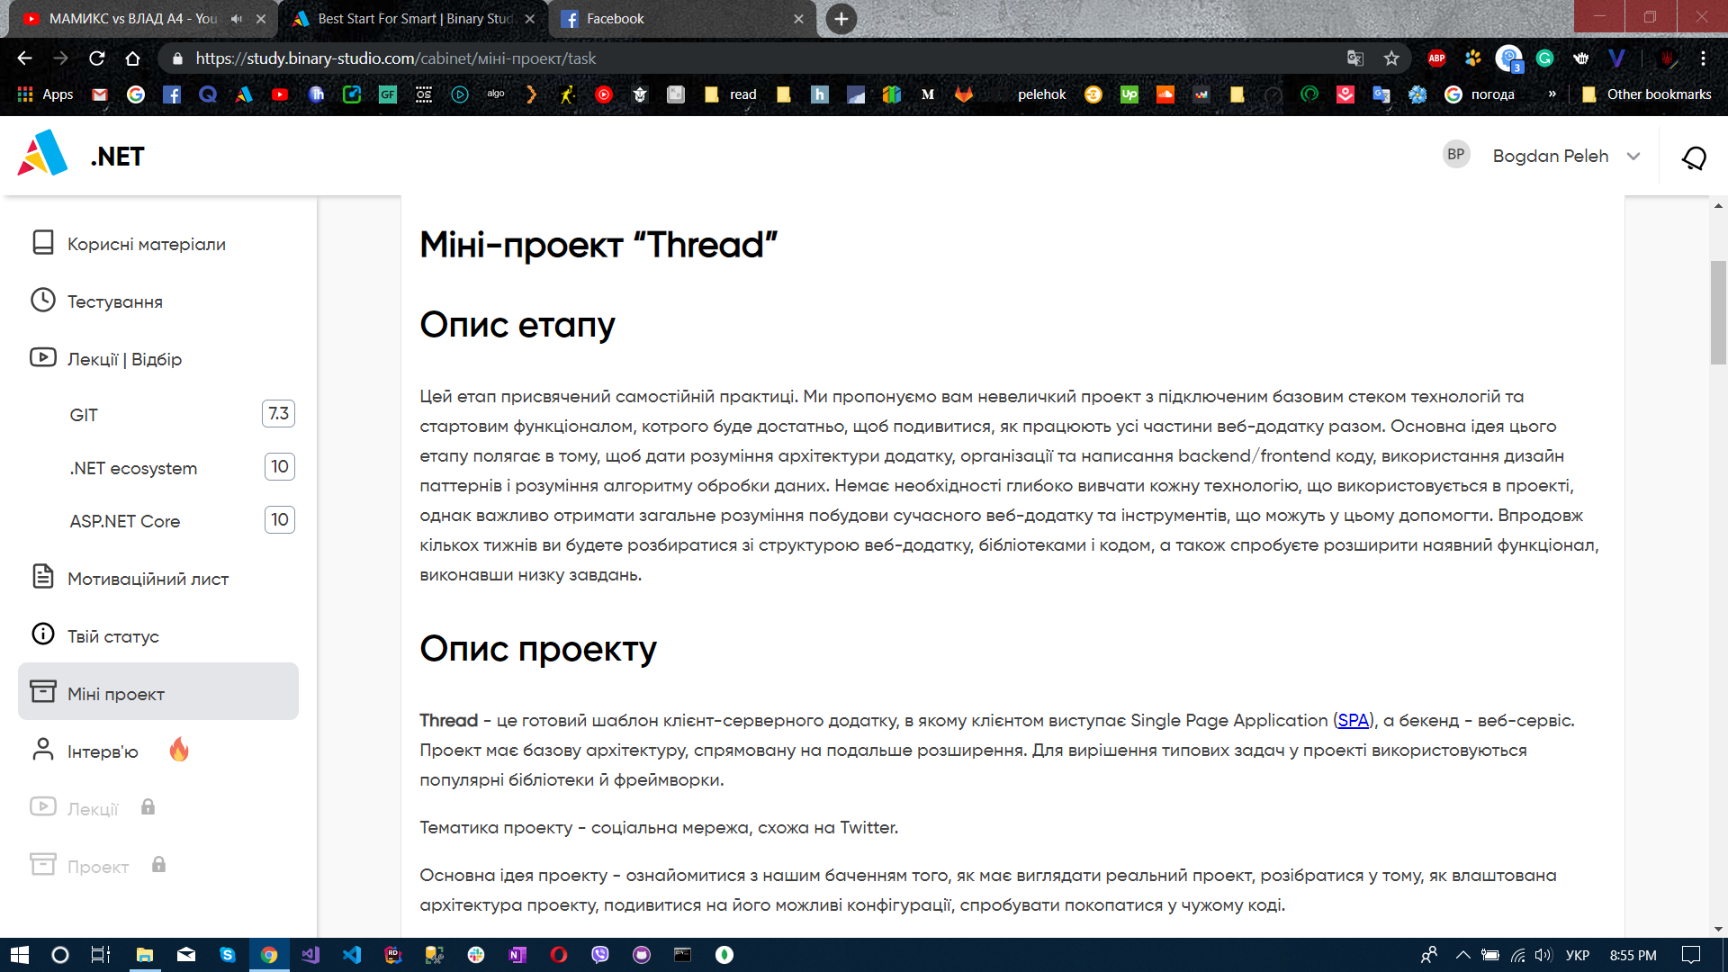 МАМИКС vs ВЛАД А4 - You
Best Start For Smart | Binary Stud
Facebook
https://study.binary-studio.com/cabinet/міні-проект/task
ABP
3
Apps
GF
OS
algo
read
h
Up
M
pelehok
погода
»
Other bookmarks
.NET
BP
Bogdan Peleh
Корисні матеріали
Тестування
Лекції | Відбір
GIT
7.3
.NET ecosystem
10
ASP.NET Core
10
Мотиваційний лист
Твій статус
Міні проект
Інтерв'ю
Лекції
Проект
Міні-проект “Thread”
Опис етапу
Цей етап присвячений самостійній практиці. Ми пропонуємо вам невеличкий проект з підключеним базовим стеком технологій та
стартовим функціоналом, котрого буде достатньо, щоб подивитися, як працюють усі частини веб-додатку разом. Основна ідея цього
етапу полягає в тому, щоб дати розуміння архітектури додатку, організації та написання backend/frontend коду, використання дизайн
паттернів і розуміння алгоритму обробки даних. Немає необхідності глибоко вивчати кожну технологію, що використовується в проекті,
однак важливо отримати загальне розуміння побудови сучасного веб-додатку та інструментів, що можуть у цьому допомогти. Впродовж
кількох тижнів ви будете розбиратися зі структурою веб-додатку, бібліотеками і кодом, а також спробуєте розширити наявний функціонал,
виконавши низку завдань.
Опис проекту
Thread - це готовий шаблон клієнт-серверного додатку, в якому клієнтом виступає Single Page Application (SPA), а бекенд - веб-сервіс.
Проект має базову архітектуру, спрямовану на подальше розширення. Для вирішення типових задач у проекті використовуються
популярні бібліотеки й фреймворки.
Тематика проекту - соціальна мережа, схожа на Twitter.
Основна ідея проекту - ознайомитися з нашим баченням того, як має виглядати реальний проект, розібратися у тому, як влаштована
архітектура проекту, подивитися на його можливі конфігурації, спробувати покопатися у чужому коді.
УКР
8:55 PM